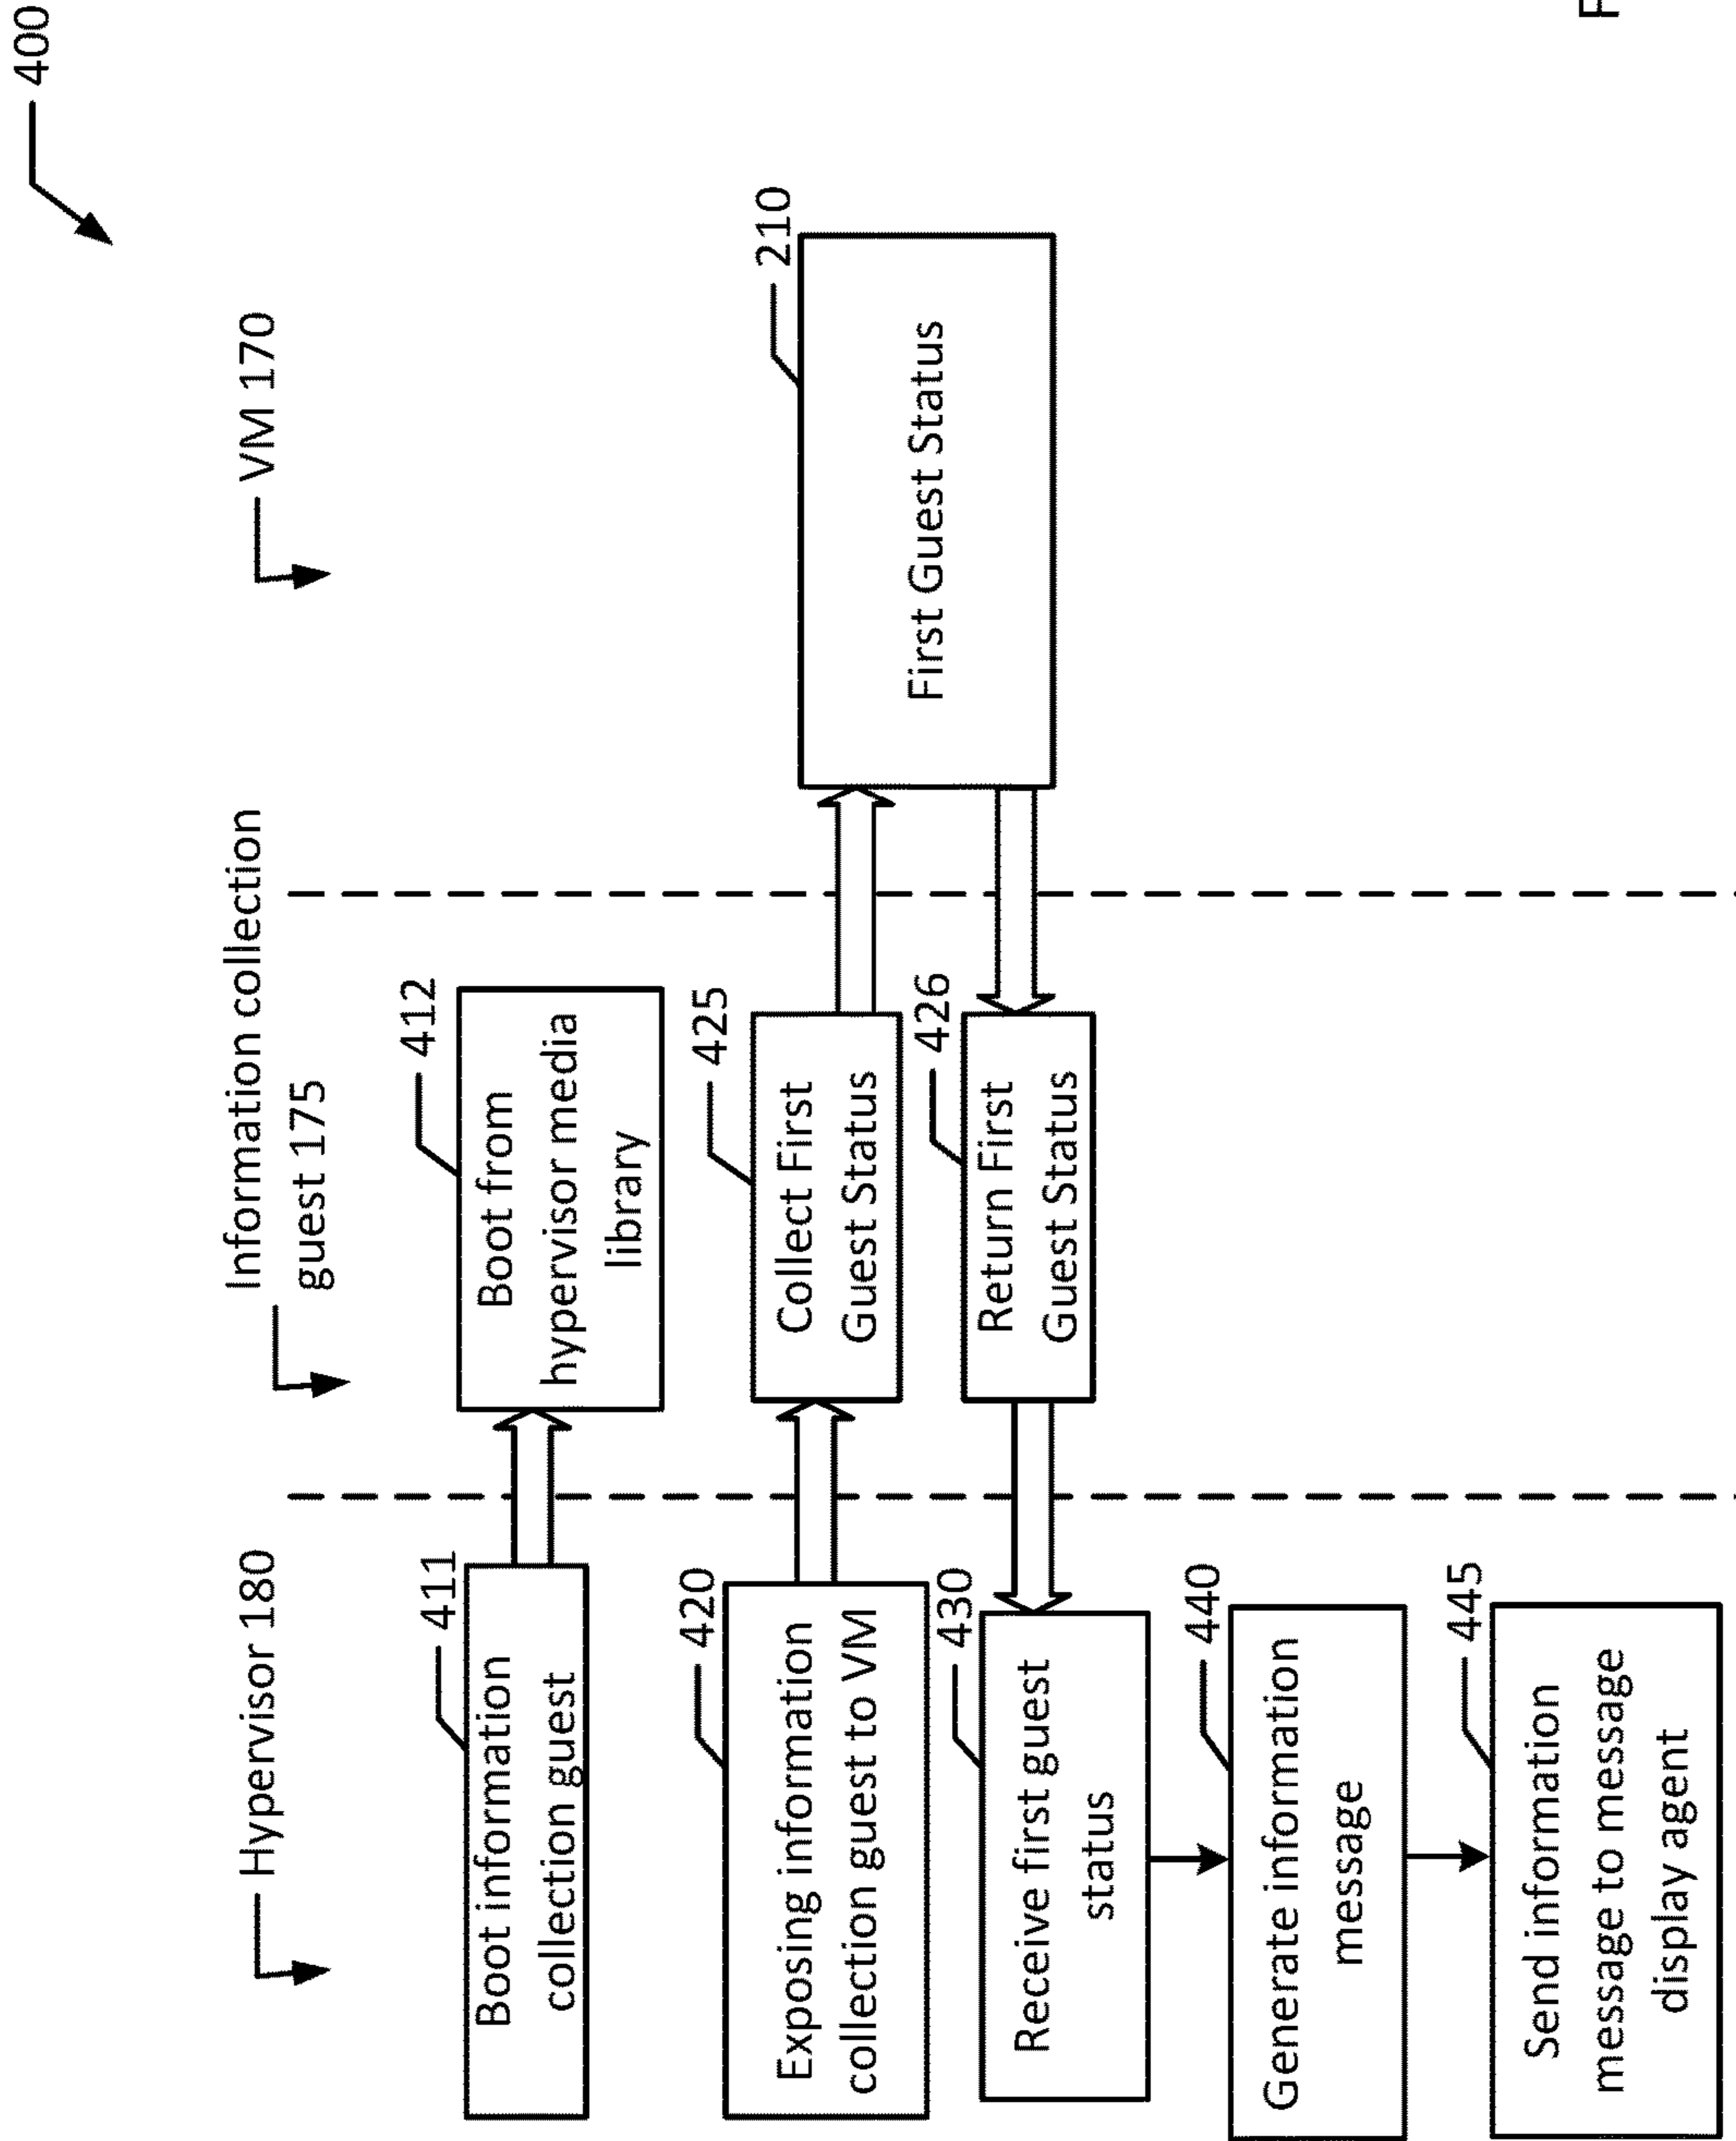 400
Hypervisor 180
Information collection
guest 175
VM 170
411
Boot information
collection guest
412
Boot from
hypervisor media
library
420
Exposing information
collection guest to VM
425
Collect First
Guest Status
210
First Guest Status
426
Return First
Guest Status
430
Receive first guest
status
440
Generate information
message
445
Send information
message to message
display agent
F